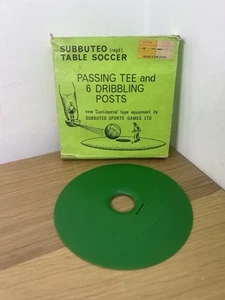 SUBBUTEO (regd)
TABLE SOCCER
PASSING TEE and
6 DRIBBLING
POSTS
new 'Continental' type equipment by
SUBBUTEO SPORTS GAMES LTD